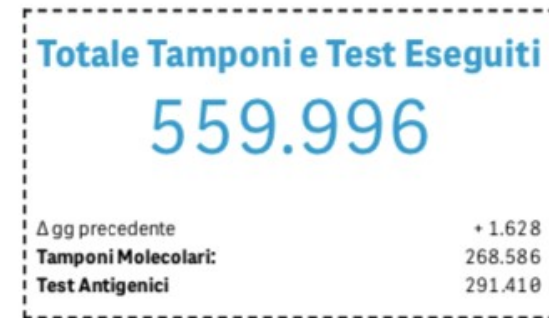 Totale Tamponi e Test Eseguiti
559.996
Δ gg precedente + 1.628
Tamponi Molecolari: 268.586
Test Antigenici 291.410